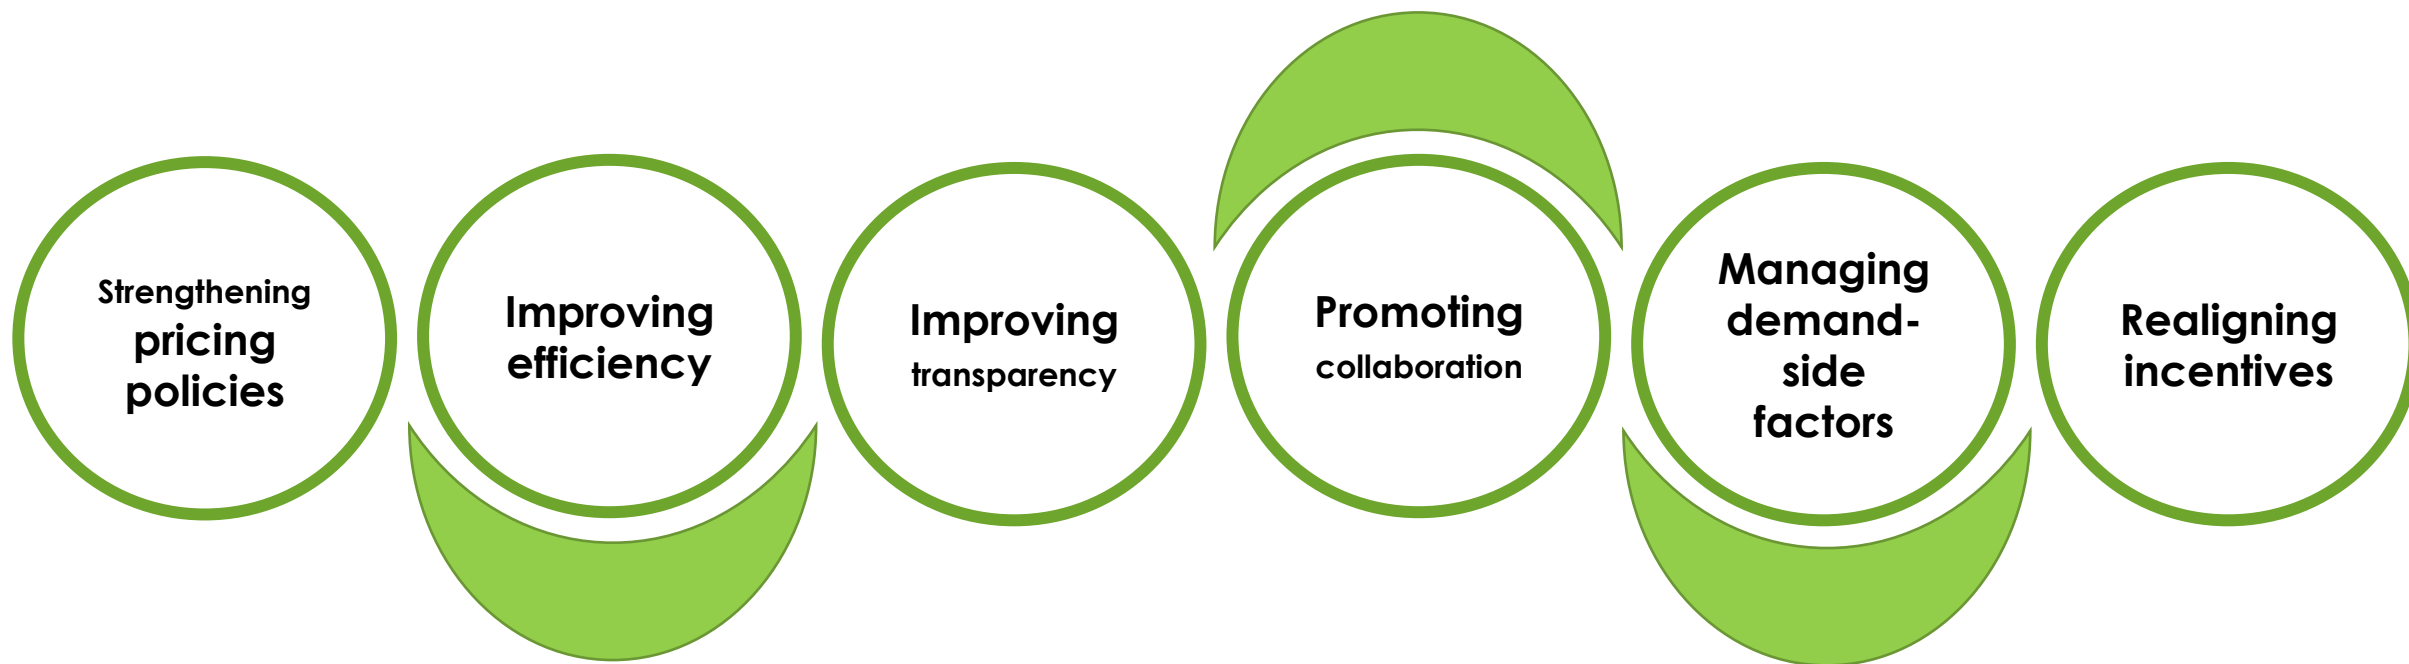 Strengthening
pricing
policies
Improving
efficiency
Improving
transparency
Promoting
collaboration
Managing
demand-
side
factors
Realigning
incentives